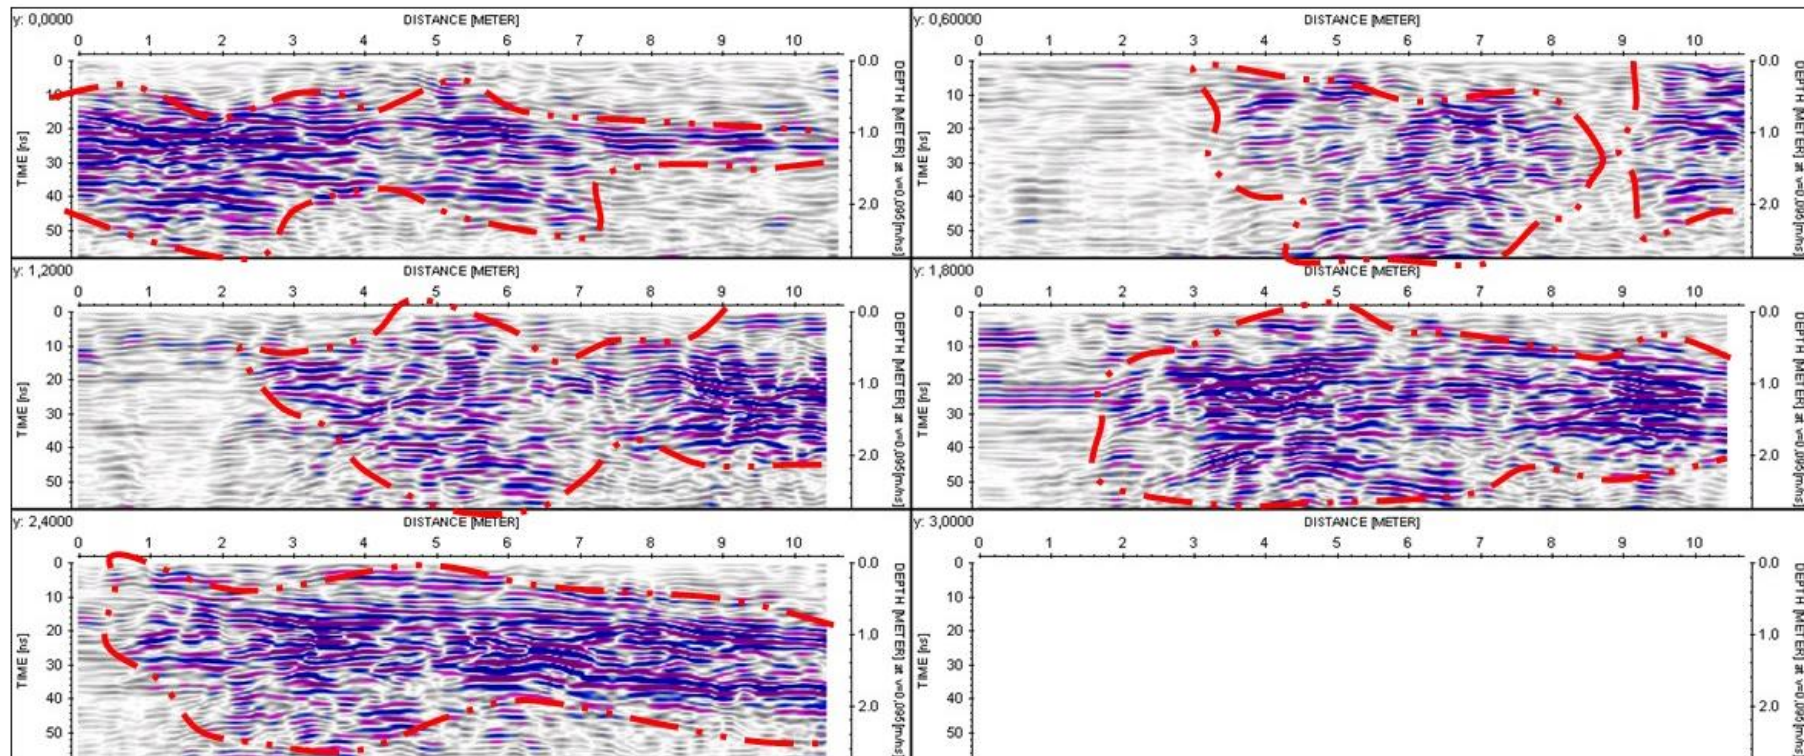 y: 0,0000 DISTANCE [METER]
0 1 2 3 4 5 6 7 8 9 10
TIME [ns]
0
10
20
30
40
50
0.0
1.0
2.0
DEPTH [METER] at v=0,095[m/ns]
y: 0,60000 DISTANCE [METER]
0 1 2 3 4 5 6 7 8 9 10
TIME [ns]
0
10
20
30
40
50
0.0
1.0
2.0
DEPTH [METER] at v=0,095[m/ns]
y: 1,2000 DISTANCE [METER]
0 1 2 3 4 5 6 7 8 9 10
TIME [ns]
0
10
20
30
40
50
0.0
1.0
2.0
DEPTH [METER] at v=0,095[m/ns]
y: 1,8000 DISTANCE [METER]
0 1 2 3 4 5 6 7 8 9 10
TIME [ns]
0
10
20
30
40
50
0.0
1.0
2.0
DEPTH [METER] at v=0,095[m/ns]
y: 2,4000 DISTANCE [METER]
0 1 2 3 4 5 6 7 8 9 10
TIME [ns]
0
10
20
30
40
50
0.0
1.0
2.0
DEPTH [METER] at v=0,095[m/ns]
y: 3,0000 DISTANCE [METER]
0 1 2 3 4 5 6 7 8 9 10
TIME [ns]
0
10
20
30
40
50
0.0
1.0
2.0
DEPTH [METER] at v=0,095[m/ns]